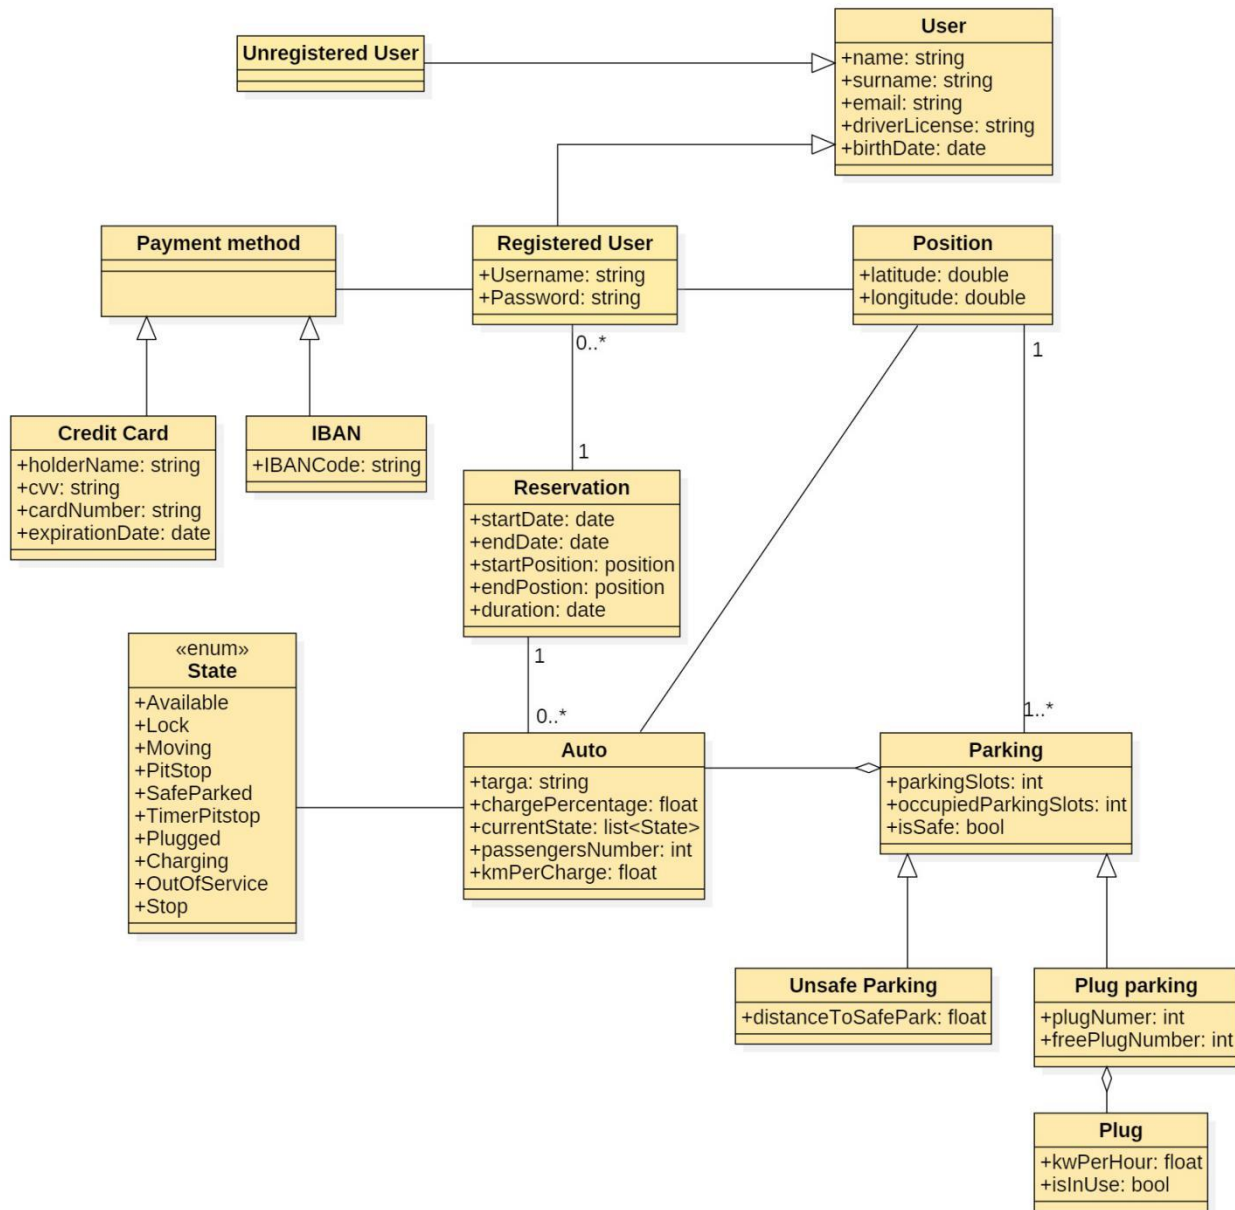 User
+name: string
+surname: string
+email: string
+driverLicense: string
+birthDate: date
Unregistered User
Payment method
Registered User
+Username: string
+Password: string
Position
+latitude: double
+longitude: double
0..*
1
Credit Card
+holderName: string
+cvv: string
+cardNumber: string
+expirationDate: date
IBAN
+IBANCode: string
1
Reservation
+startDate: date
+endDate: date
+startPosition: position
+endPostion: position
+duration: date
1
0..*
1..*
«enum»
State
+Available
+Lock
+Moving
+PitStop
+SafeParked
+TimerPitstop
+Plugged
+Charging
+OutOfService
+Stop
Auto
+targa: string
+chargePercentage: float
+currentState: list<State>
+passengersNumber: int
+kmPerCharge: float
Parking
+parkingSlots: int
+occupiedParkingSlots: int
+isSafe: bool
Unsafe Parking
+distanceToSafePark: float
Plug parking
+plugNumer: int
+freePlugNumber: int
Plug
+kwPerHour: float
+isInUse: bool